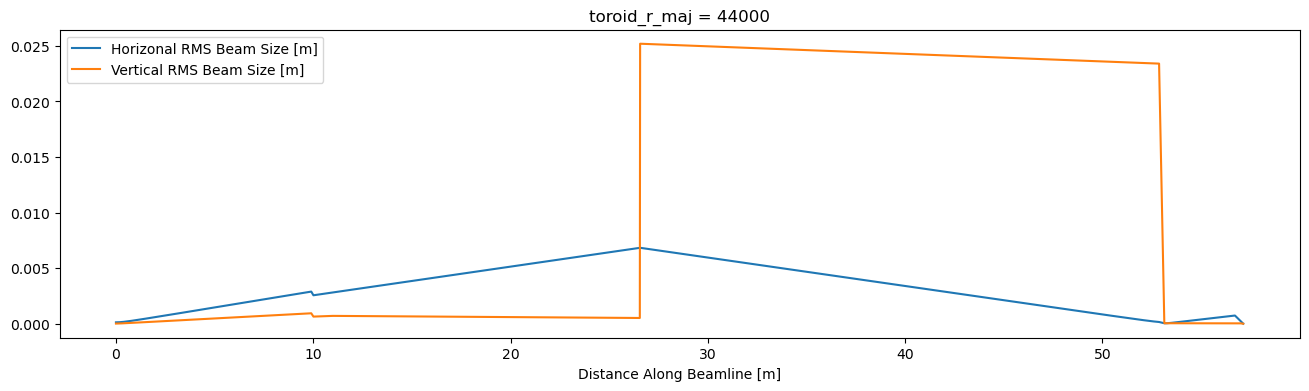 toroid_r_maj = 44000
Horizonal RMS Beam Size [m]
Vertical RMS Beam Size [m]
0.025
0.020
0.015
0.010
0.005
0.000
0 10 20 30 40 50
Distance Along Beamline [m]